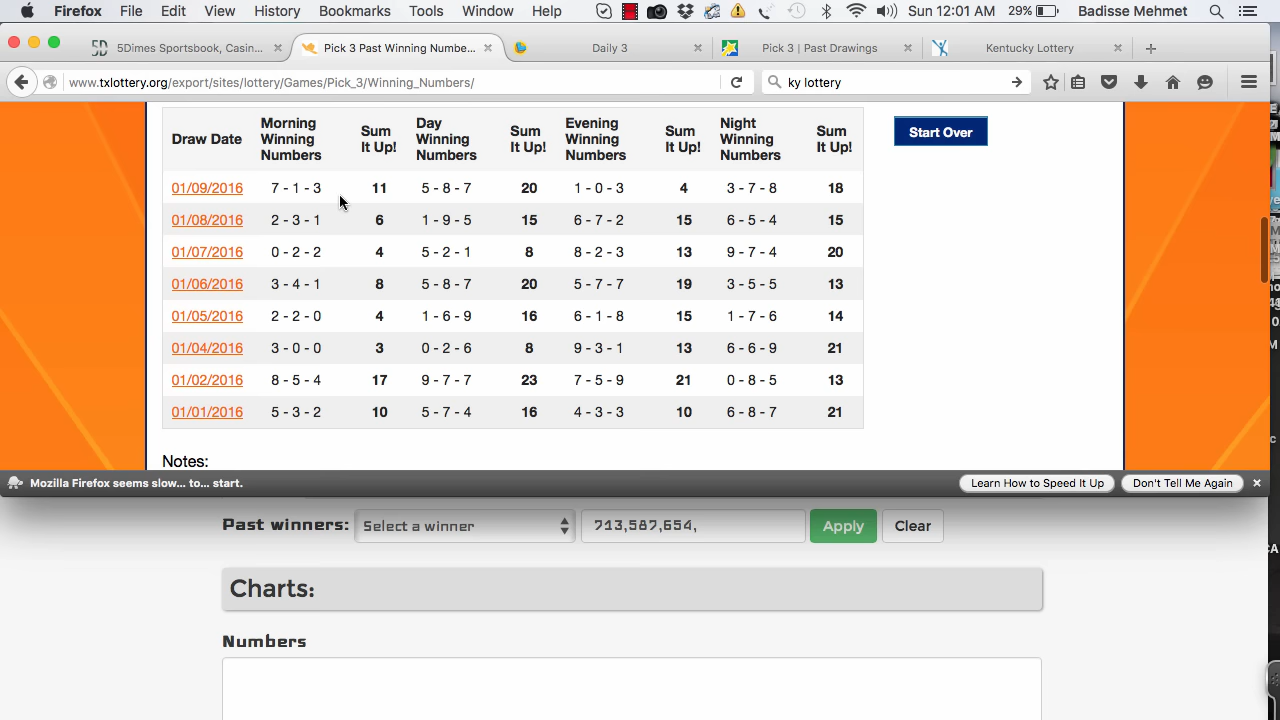 Firefox File Edit View History Bookmarks Tools Window Help Sun 12:01 AM 29% Badisse Mehmet
5D 5Dimes Sportsbook, Casin... Pick 3 Past Winning Numbe... Daily 3 Pick 3 | Past Drawings Kentucky Lottery
www.txlottery.org/export/sites/lottery/Games/Pick_3/Winning_Numbers/ ky lottery
Draw Date Morning Winning Numbers Sum It Up! Day Winning Numbers Sum It Up! Evening Winning Numbers Sum It Up! Night Winning Numbers Sum It Up! Start Over
01/09/2016 7 - 1 - 3 11 5 - 8 - 7 20 1 - 0 - 3 4 3 - 7 - 8 18
01/08/2016 2 - 3 - 1 6 1 - 9 - 5 15 6 - 7 - 2 15 6 - 5 - 4 15
01/07/2016 0 - 2 - 2 4 5 - 2 - 1 8 8 - 2 - 3 13 9 - 7 - 4 20
01/06/2016 3 - 4 - 1 8 5 - 8 - 7 20 5 - 7 - 7 19 3 - 5 - 5 13
01/05/2016 2 - 2 - 0 4 1 - 6 - 9 16 6 - 1 - 8 15 1 - 7 - 6 14
01/04/2016 3 - 0 - 0 3 0 - 2 - 6 8 9 - 3 - 1 13 6 - 6 - 9 21
01/02/2016 8 - 5 - 4 17 9 - 7 - 7 23 7 - 5 - 9 21 0 - 8 - 5 13
01/01/2016 5 - 3 - 2 10 5 - 7 - 4 16 4 - 3 - 3 10 6 - 8 - 7 21
Notes:
Mozilla Firefox seems slow... to... start. Learn How to Speed It Up Don't Tell Me Again
Past winners: Select a winner 713,587,654, Apply Clear
Charts:
Numbers